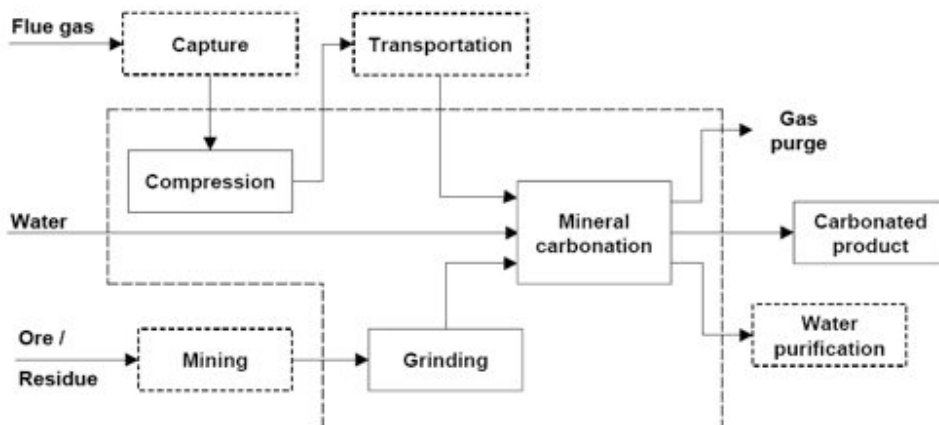 Flue gas
Capture
Transportation
Gas
purge
Compression
Water
Mineral
carbonation
Carbonated
product
Ore /
Residue
Mining
Grinding
Water
purification